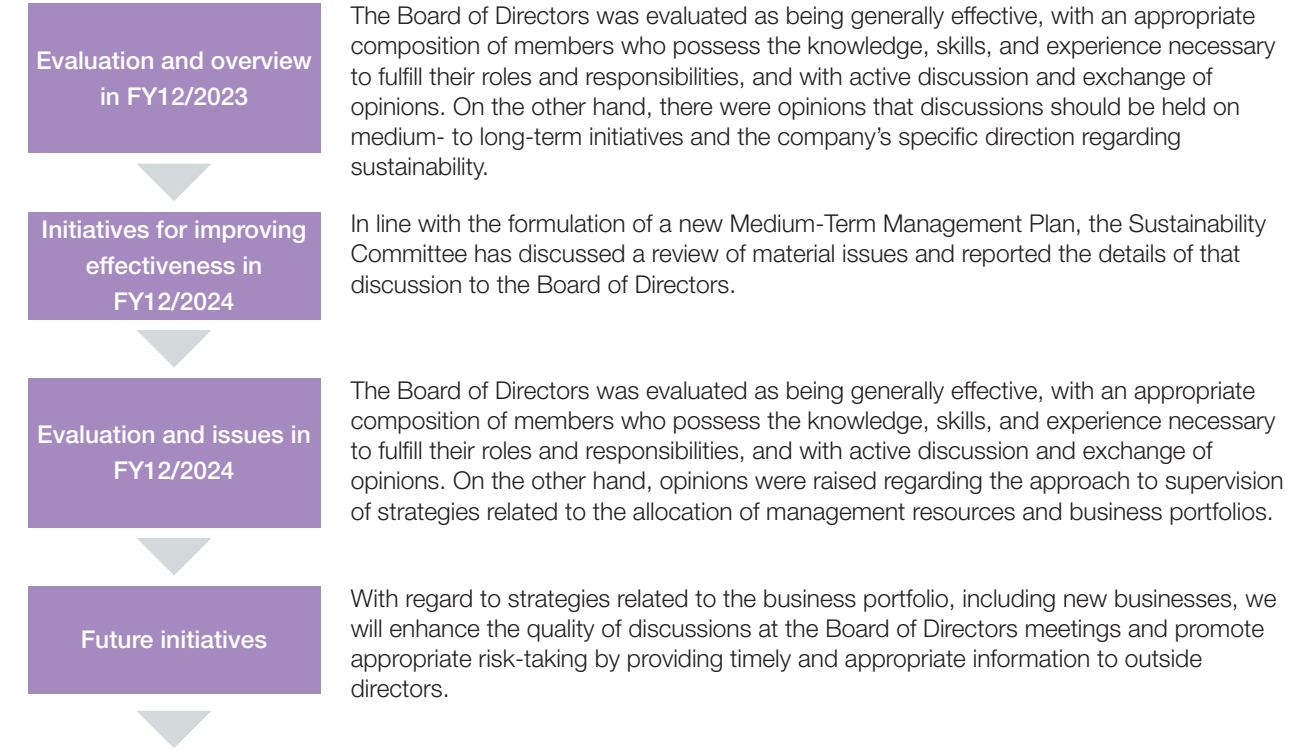 Evaluation and overview
in FY12/2023
The Board of Directors was evaluated as being generally effective, with an appropriate
composition of members who possess the knowledge, skills, and experience necessary
to fulfill their roles and responsibilities, and with active discussion and exchange of
opinions. On the other hand, there were opinions that discussions should be held on
medium- to long-term initiatives and the company’s specific direction regarding
sustainability.
Initiatives for improving
effectiveness in
FY12/2024
In line with the formulation of a new Medium-Term Management Plan, the Sustainability
Committee has discussed a review of material issues and reported the details of that
discussion to the Board of Directors.
Evaluation and issues in
FY12/2024
The Board of Directors was evaluated as being generally effective, with an appropriate
composition of members who possess the knowledge, skills, and experience necessary
to fulfill their roles and responsibilities, and with active discussion and exchange of
opinions. On the other hand, opinions were raised regarding the approach to supervision
of strategies related to the allocation of management resources and business portfolios.
Future initiatives
With regard to strategies related to the business portfolio, including new businesses, we
will enhance the quality of discussions at the Board of Directors meetings and promote
appropriate risk-taking by providing timely and appropriate information to outside
directors.